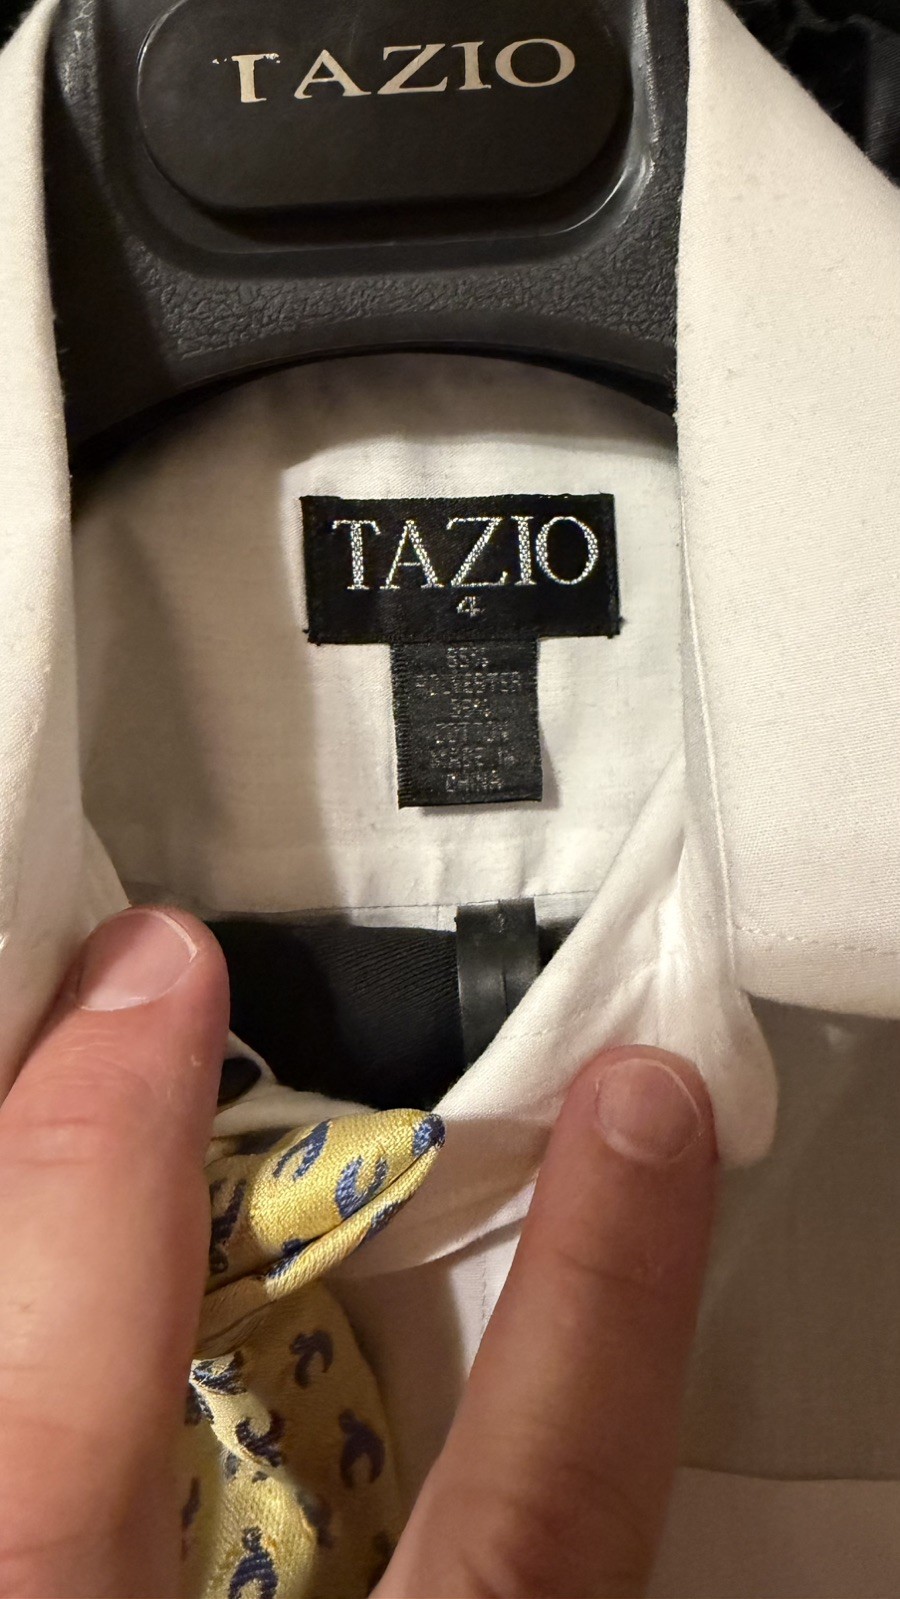 TAZIO
TAZIO
4
65%
POLYESTER
35%
COTTON
MADE IN
CHINA